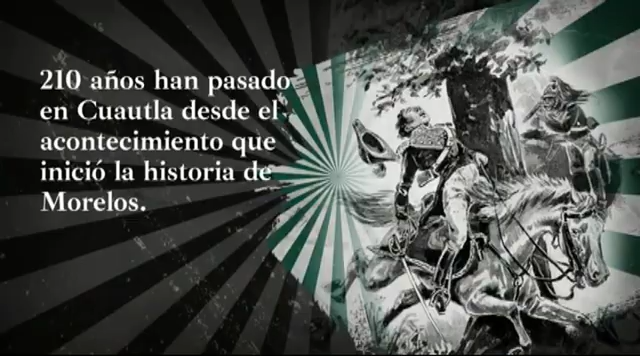 210 años han pasado
en Cuautla desde el
acontecimiento que
inició la historia de
Morelos.